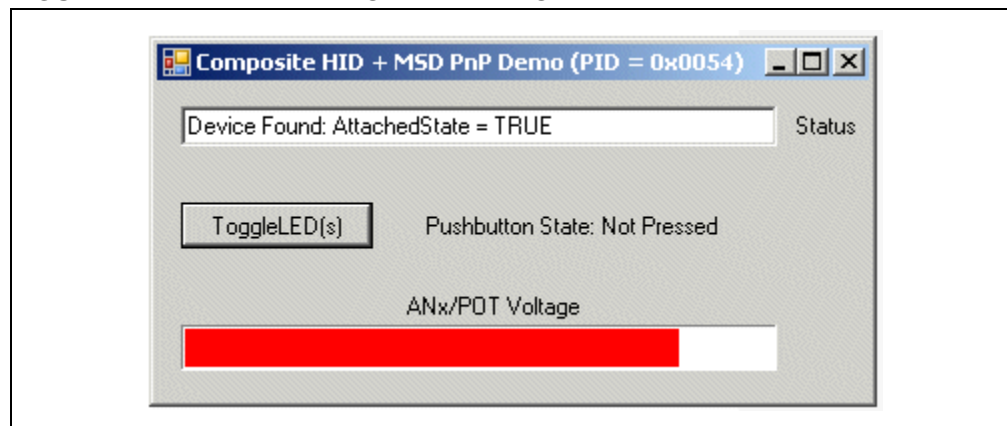 Composite HID + MSD PnP Demo (PID = 0x0054)
Device Found: AttachedState = TRUE Status
ToggleLED(s) Pushbutton State: Not Pressed
ANx/POT Voltage